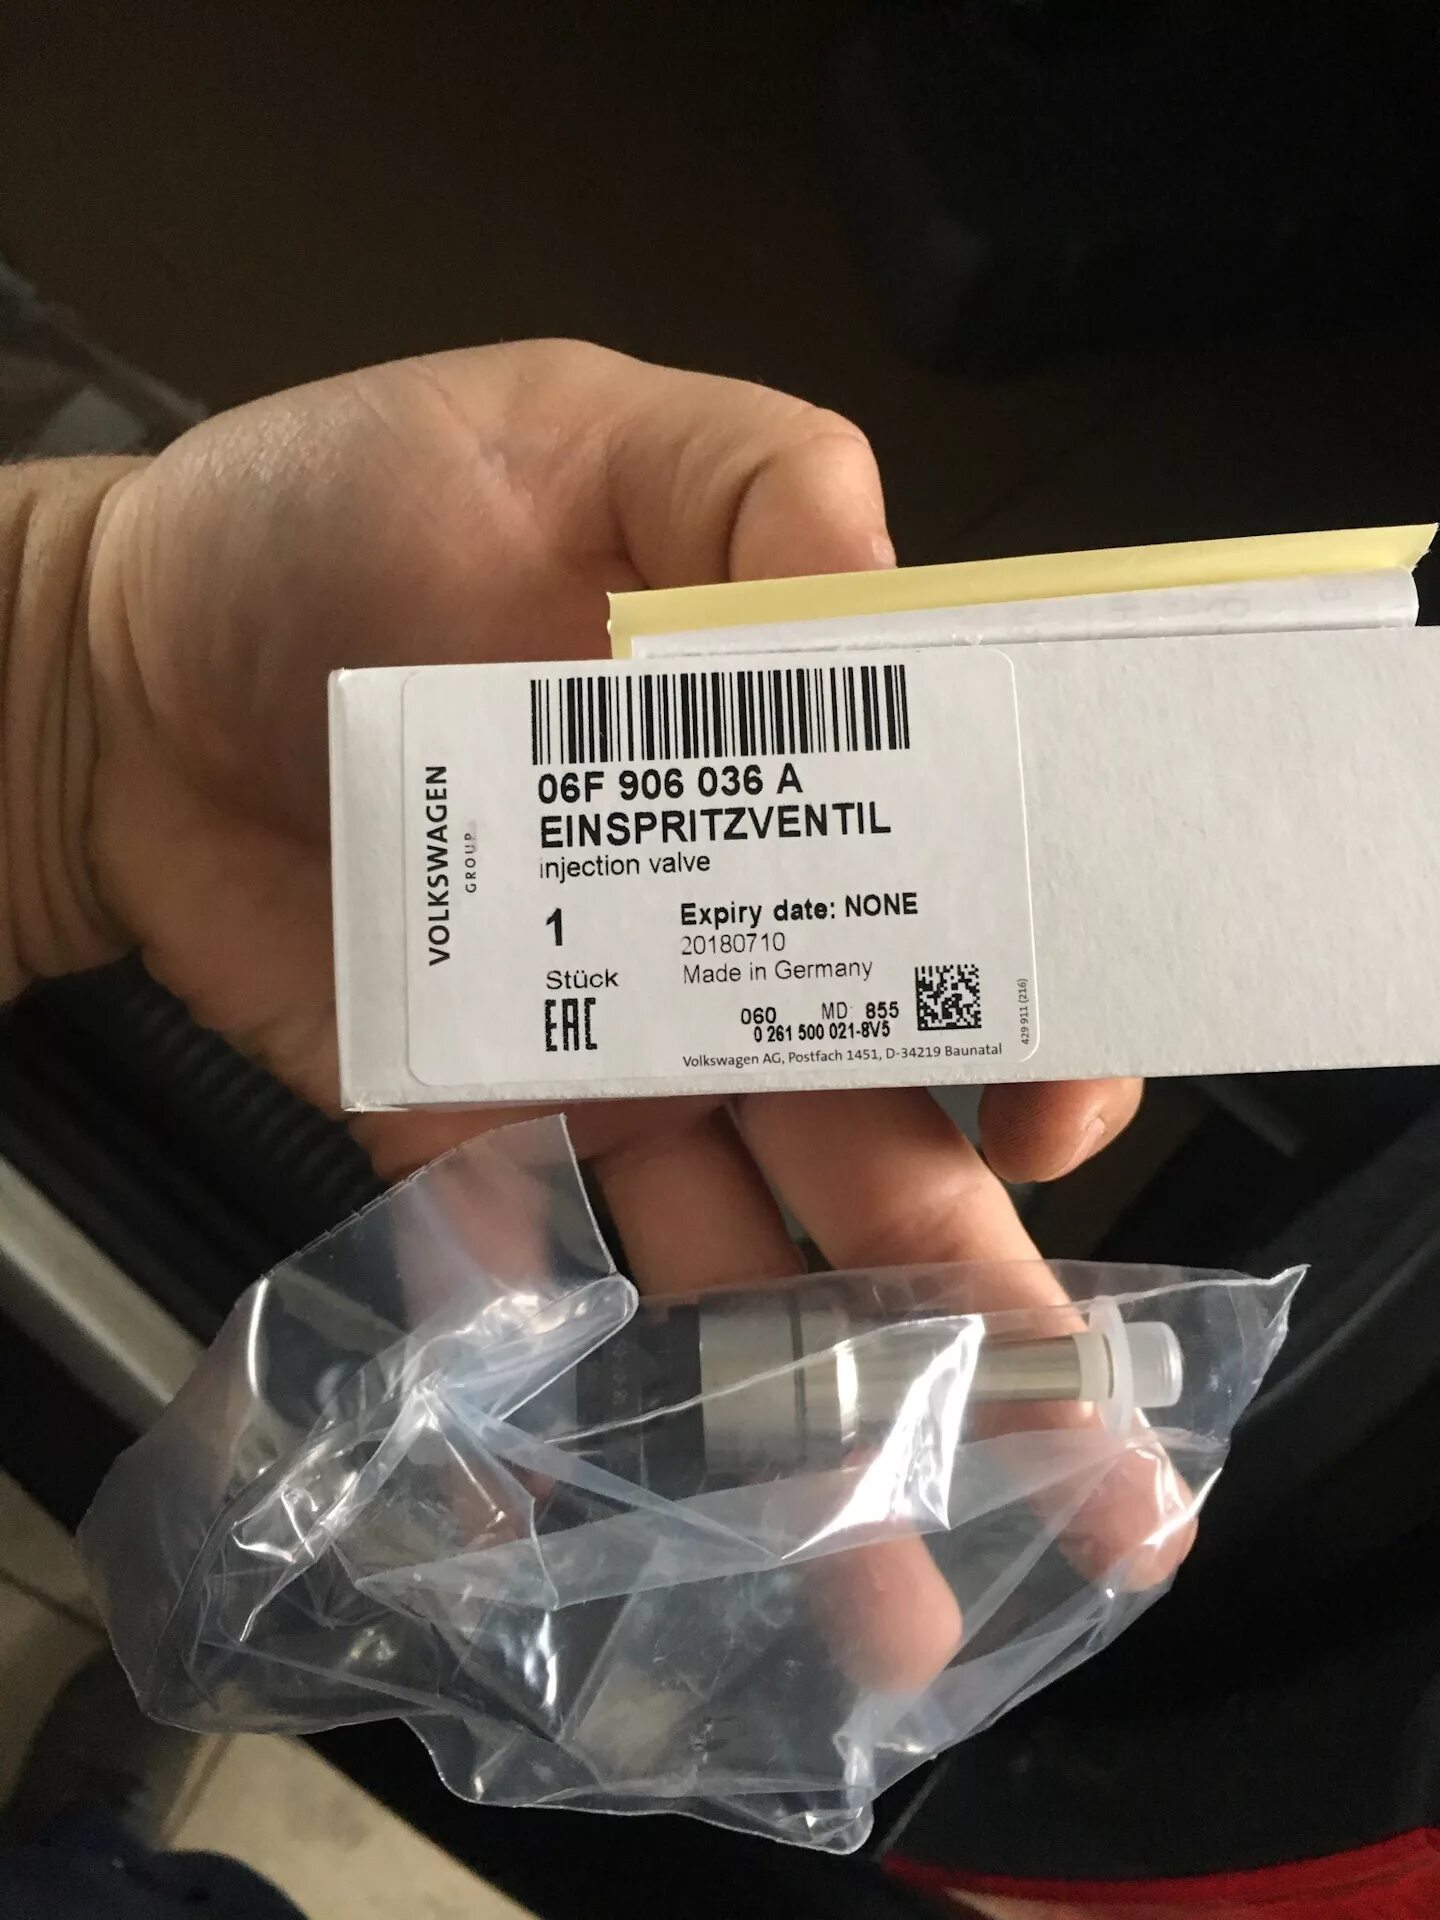 VOLKSWAGEN
GROUP
06F 906 036 A
EINSPRITZVENTIL
injection valve
1
Stück
EAC
Expiry date: NONE
20180710
Made in Germany
060 MD: 855
0 261 500 021-8V5
Volkswagen AG, Postfach 1451, D-34219 Baunatal
429 911 (216)